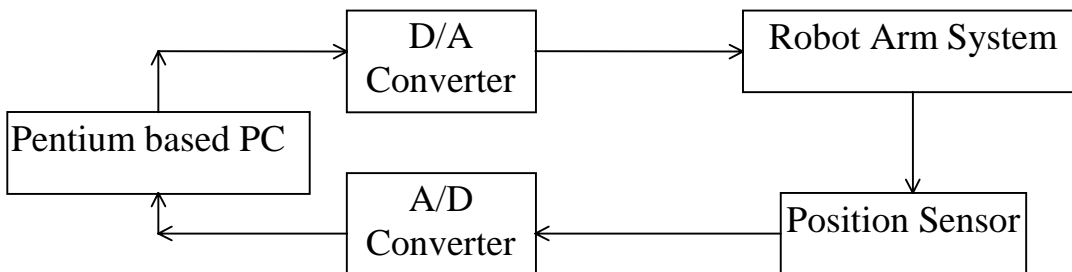 D/A
Converter
Robot Arm System
Pentium based PC
A/D
Converter
Position Sensor